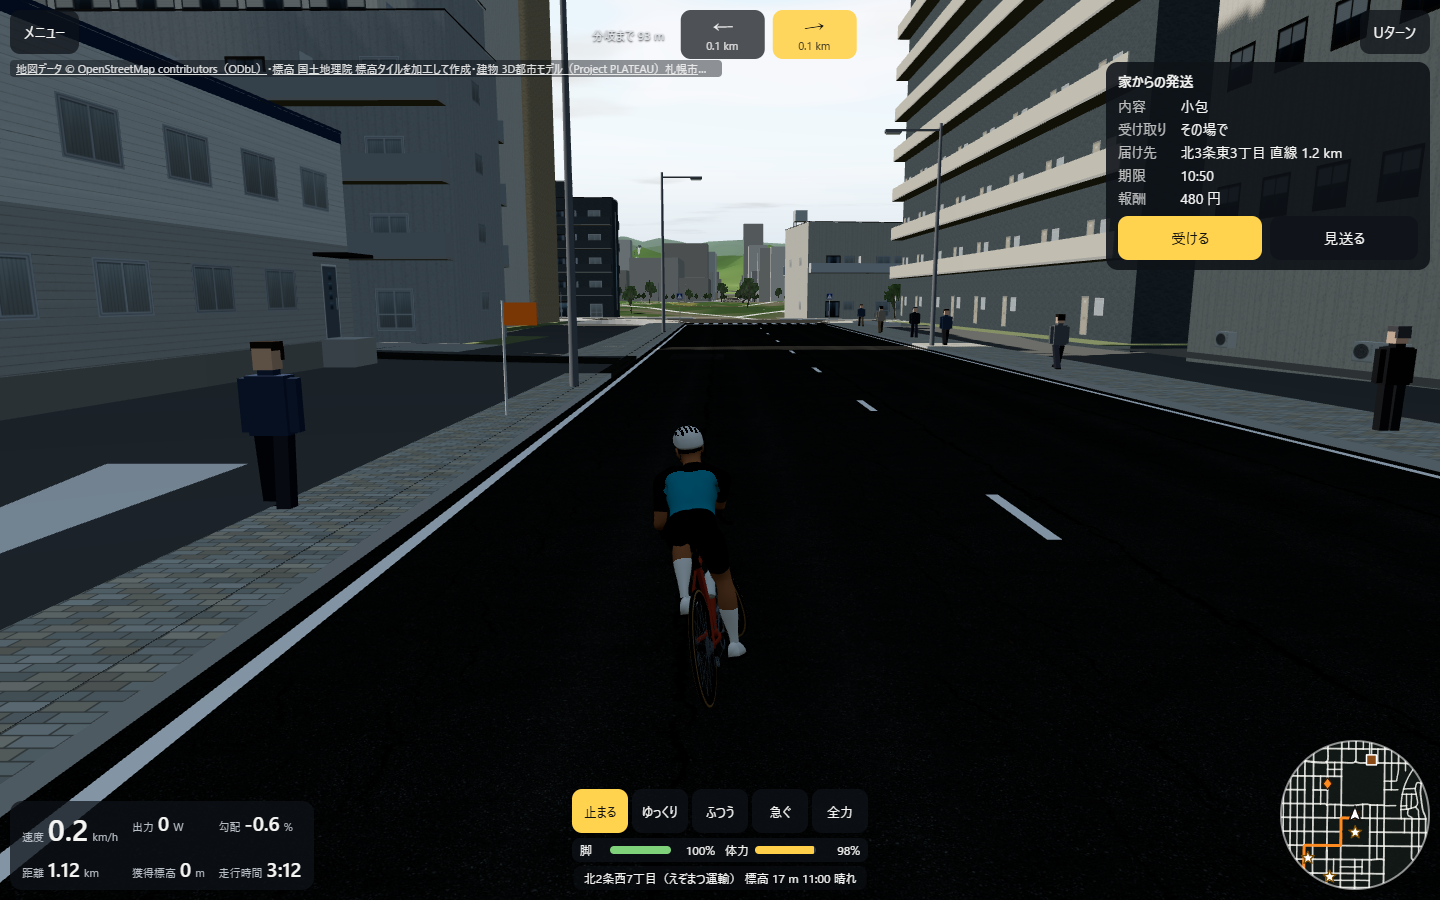 メニュー
分岐まで 93 m
←
0.1 km
→
0.1 km
Uターン
地図データ © OpenStreetMap contributors（ODbL）・標高 国土地理院 標高タイルを加工して作成・建物 3D都市モデル（Project PLATEAU）札幌市...
家からの発送
内容 小包
受け取り その場で
届け先 北3条東3丁目 直線 1.2 km
期限 10:50
報酬 480 円
受ける
見送る
速度 0.2 km/h
出力 0 W
勾配 -0.6 %
距離 1.12 km
獲得標高 0 m
走行時間 3:12
止まる
ゆっくり
ふつう
急ぐ
全力
脚 100% 体力 98%
北2条西7丁目（えぞまつ運輸） 標高 17 m 11:00 晴れ